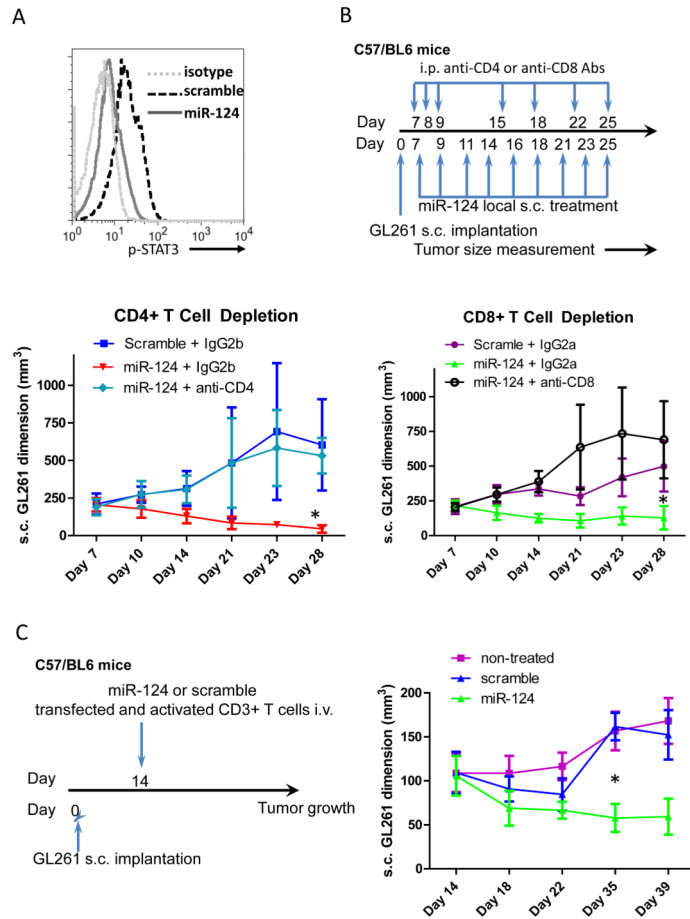 A
isotype
scramble
miR-124
10^0 10^1 10^2 10^3 10^4
p-STAT3
B
C57/BL6 mice
i.p. anti-CD4 or anti-CD8 Abs
Day 7 8 9 15 18 22 25
Day 0 7 9 11 14 16 18 21 23 25
miR-124 local s.c. treatment
GL261 s.c. implantation
Tumor size measurement
CD4+ T Cell Depletion
Scramble + IgG2b
miR-124 + IgG2b
miR-124 + anti-CD4
s.c. GL261 dimension (mm³)
1000
750
500
250
0
*
Day 7 Day 10 Day 14 Day 21 Day 23 Day 28
CD8+ T Cell Depletion
Scramle + IgG2a
miR-124 + IgG2a
miR-124 + anti-CD8
s.c. GL261 dimension (mm³)
1000
750
500
250
0
*
Day 7 Day 10 Day 14 Day 21 Day 23 Day 28
C
C57/BL6 mice
miR-124 or scramble
transfected and activated CD3+ T cells i.v.
Day 14
Day 0
Tumor growth
GL261 s.c. implantation
non-treated
scramble
miR-124
s.c. GL261 dimension (mm³)
200
150
100
50
0
*
Day 14 Day 18 Day 22 Day 35 Day 39